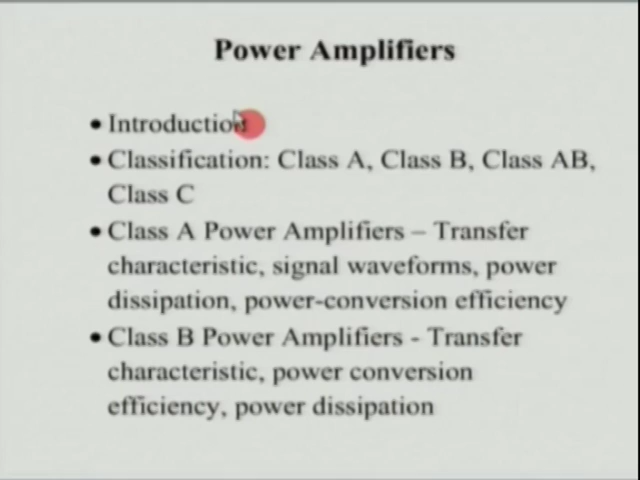 Power Amplifiers
• Introduction
• Classification: Class A, Class B, Class AB,
Class C
• Class A Power Amplifiers – Transfer
characteristic, signal waveforms, power
dissipation, power-conversion efficiency
• Class B Power Amplifiers - Transfer
characteristic, power conversion
efficiency, power dissipation